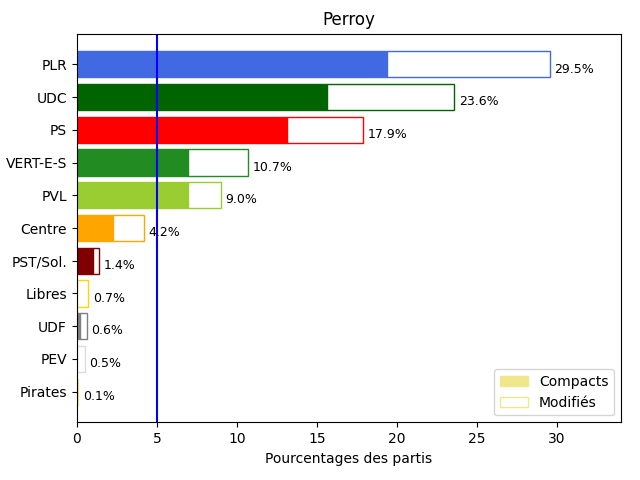 Perroy
PLR 29.5%
UDC 23.6%
PS 17.9%
VERT-E-S 10.7%
PVL 9.0%
Centre 4.2%
PST/Sol. 1.4%
Libres 0.7%
UDF 0.6%
PEV 0.5%
Pirates 0.1%
Compacts
Modifiés
0 5 10 15 20 25 30
Pourcentages des partis